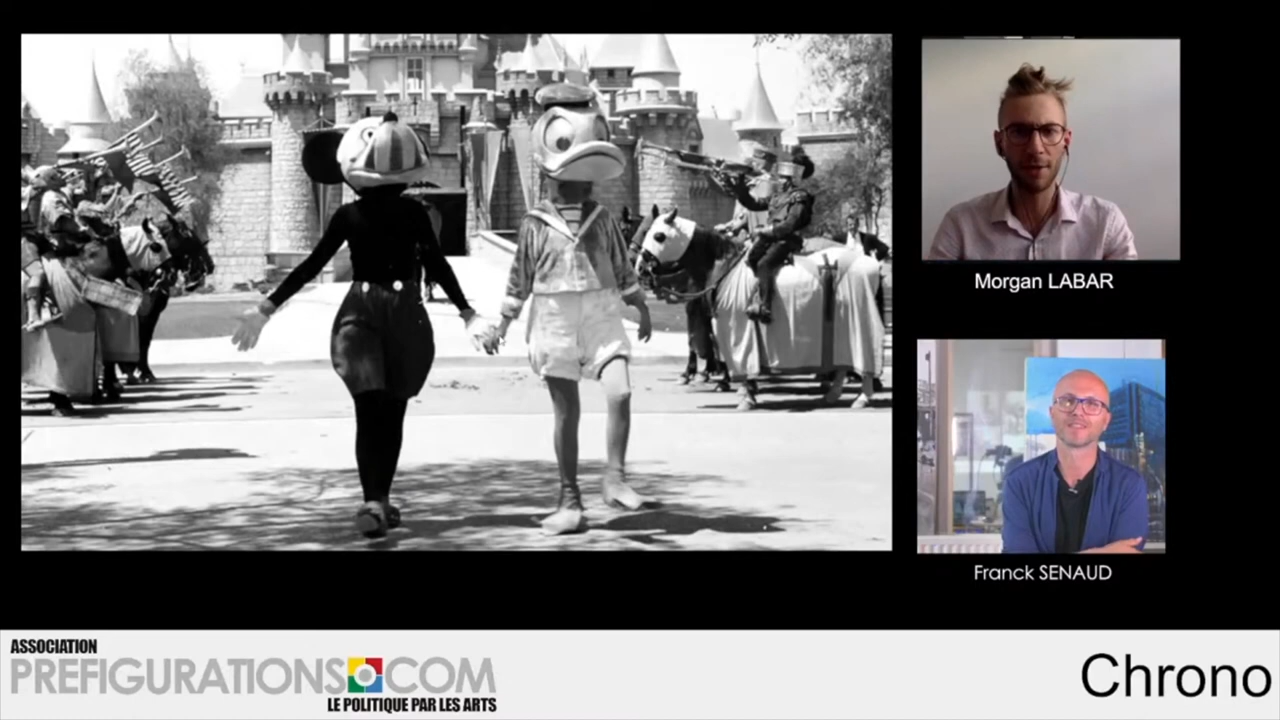 Morgan LABAR
Franck SENAUD
ASSOCIATION
PREFIGURATIONS.COM
LE POLITIQUE PAR LES ARTS
Chrono